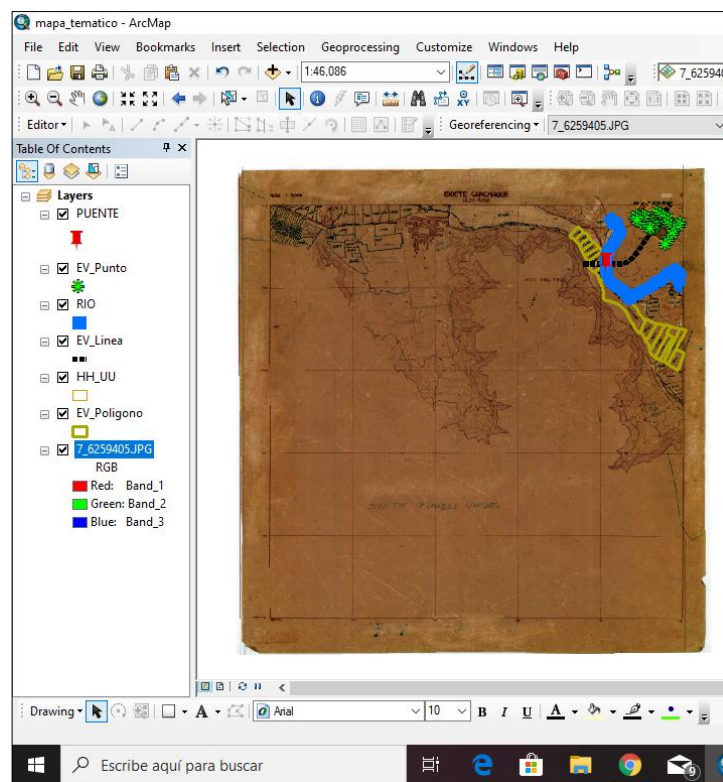 mapa_tematico - ArcMap
File Edit View Bookmarks Insert Selection Geoprocessing Customize Windows Help
1:46,086
7_625940
Editor
Georeferencing
7_6259405.JPG
Table Of Contents
Layers
PUENTE
EV_Punto
RIO
EV_Linea
HH_UU
EV_Poligono
7_6259405.JPG
RGB
Red: Band_1
Green: Band_2
Blue: Band_3
Drawing
A
Arial
10
B I U A
Escribe aquí para buscar
9